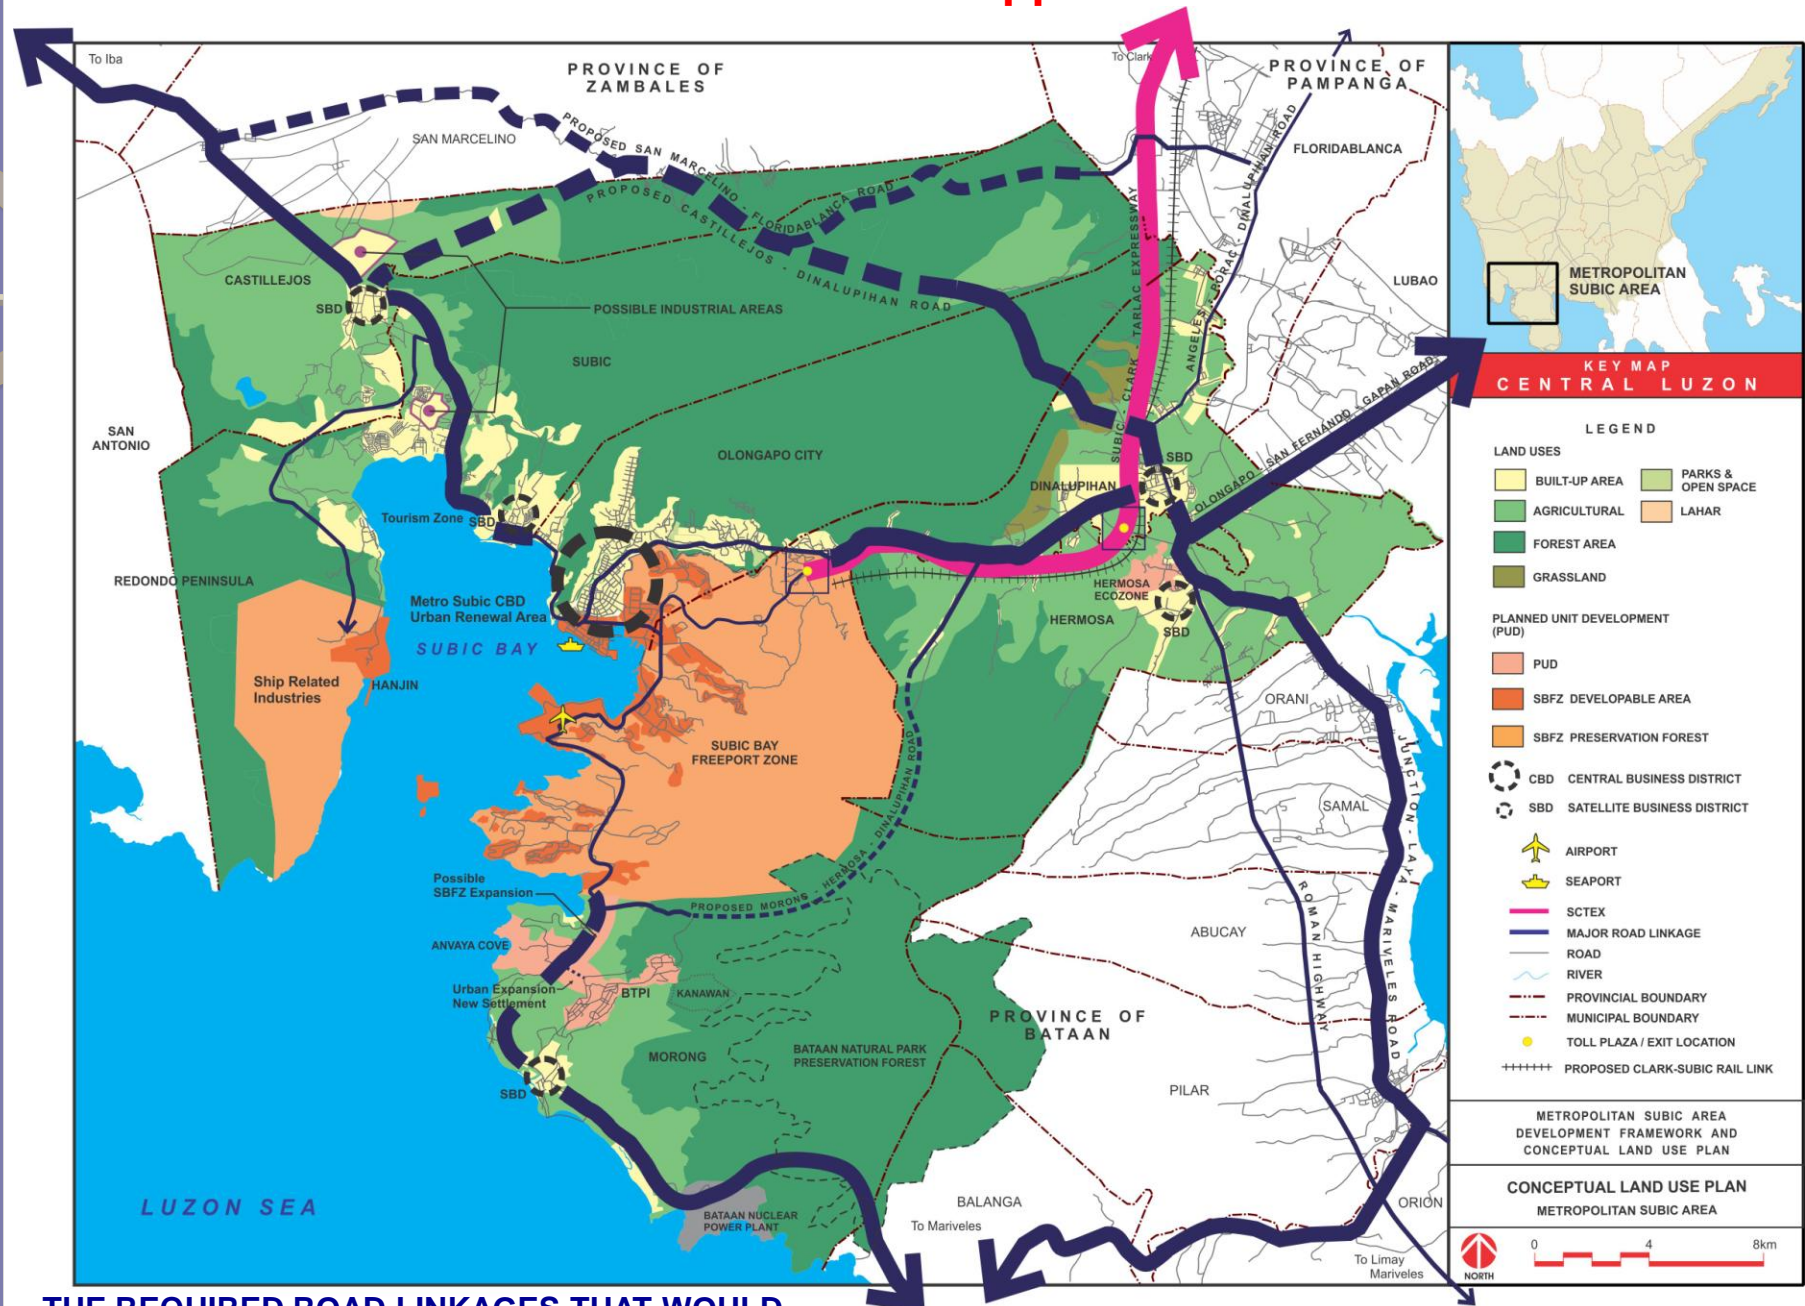 To Iba
PROVINCE OF
ZAMBALES
To Clark
PROVINCE OF
PAMPANGA
SAN MARCELINO
FLORIDABLANCA
PROPOSED SAN MARCELINO - FLORIDABLANCA ROAD
PROPOSED CASTILLEJOS - DINALUPIHAN ROAD
SUBIC - CLARK - TARLAC EXPRESSWAY
ANGELES - PORAC - DINALUPIHAN ROAD
CASTILLEJOS
SBD
POSSIBLE INDUSTRIAL AREAS
LUBAO
SUBIC
SAN
ANTONIO
OLONGAPO CITY
OLONGAPO - SAN FERNANDO - GAPAN ROAD
SBD
DINALUPIHAN
Tourism Zone
SBD
REDONDO PENINSULA
Metro Subic CBD
Urban Renewal Area
HERMOSA
ECOZONE
HERMOSA
SBD
SUBIC BAY
Ship Related
Industries
HANJIN
ORANI
SUBIC BAY
FREEPORT ZONE
PROPOSED MORONG - HERMOSA - DINALUPIHAN ROAD
JUNCTION - LAYA - MARIVELES ROAD
SAMAL
Possible
SBFZ Expansion
ROMAN HIGHWAY
ANVAYA COVE
ABUCAY
Urban Expansion
New Settlement
BTPI
KANAWAN
PROVINCE OF
BATAAN
MORONG
BATAAN NATURAL PARK
PRESERVATION FOREST
SBD
PILAR
LUZON SEA
BATAAN NUCLEAR
POWER PLANT
BALANGA
To Mariveles
ORION
To Limay
Mariveles
METROPOLITAN
SUBIC AREA
KEY MAP
CENTRAL LUZON
LEGEND
LAND USES
BUILT-UP AREA
PARKS &
OPEN SPACE
AGRICULTURAL
LAHAR
FOREST AREA
GRASSLAND
PLANNED UNIT DEVELOPMENT
(PUD)
PUD
SBFZ DEVELOPABLE AREA
SBFZ PRESERVATION FOREST
CBD CENTRAL BUSINESS DISTRICT
SBD SATELLITE BUSINESS DISTRICT
AIRPORT
SEAPORT
SCTEX
MAJOR ROAD LINKAGE
ROAD
RIVER
PROVINCIAL BOUNDARY
MUNICIPAL BOUNDARY
TOLL PLAZA / EXIT LOCATION
PROPOSED CLARK-SUBIC RAIL LINK
METROPOLITAN SUBIC AREA
DEVELOPMENT FRAMEWORK AND
CONCEPTUAL LAND USE PLAN
CONCEPTUAL LAND USE PLAN
METROPOLITAN SUBIC AREA
NORTH
0 4 8km
THE REQUIRED ROAD LINKAGES THAT WOULD